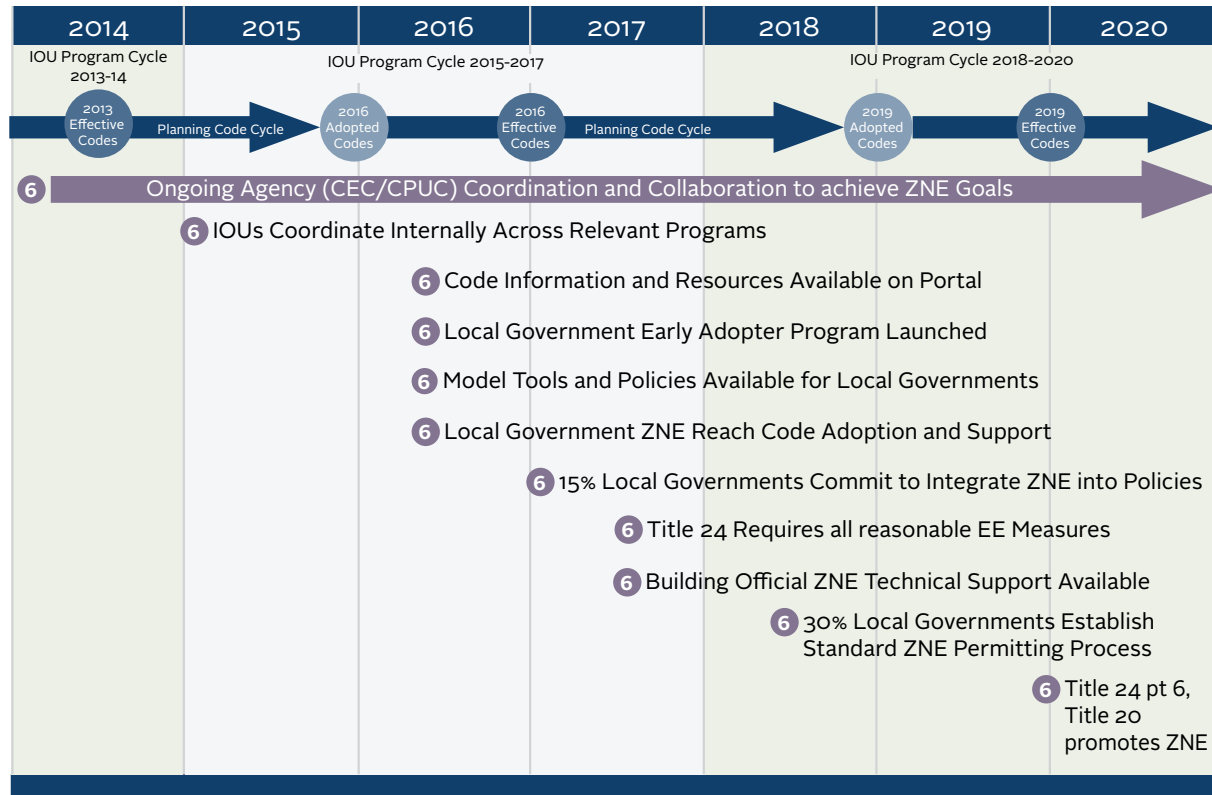 2014 2015 2016 2017 2018 2019 2020
IOU Program Cycle
2013-14
IOU Program Cycle 2015-2017
IOU Program Cycle 2018-2020
2013
Effective
Codes
Planning Code Cycle
2016
Adopted
Codes
2016
Effective
Codes
Planning Code Cycle
2019
Adopted
Codes
2019
Effective
Codes
6 Ongoing Agency (CEC/CPUC) Coordination and Collaboration to achieve ZNE Goals
6 IOUs Coordinate Internally Across Relevant Programs
6 Code Information and Resources Available on Portal
6 Local Government Early Adopter Program Launched
6 Model Tools and Policies Available for Local Governments
6 Local Government ZNE Reach Code Adoption and Support
6 15% Local Governments Commit to Integrate ZNE into Policies
6 Title 24 Requires all reasonable EE Measures
6 Building Official ZNE Technical Support Available
6 30% Local Governments Establish
Standard ZNE Permitting Process
6 Title 24 pt 6,
Title 20
promotes ZNE